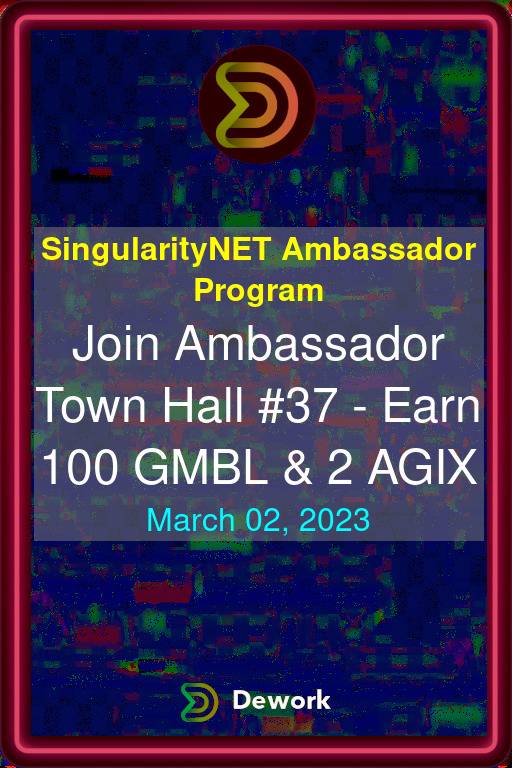 SingularityNET Ambassador
Program
Join Ambassador
Town Hall #37 - Earn
100 GMBL & 2 AGIX
March 02, 2023
Dework